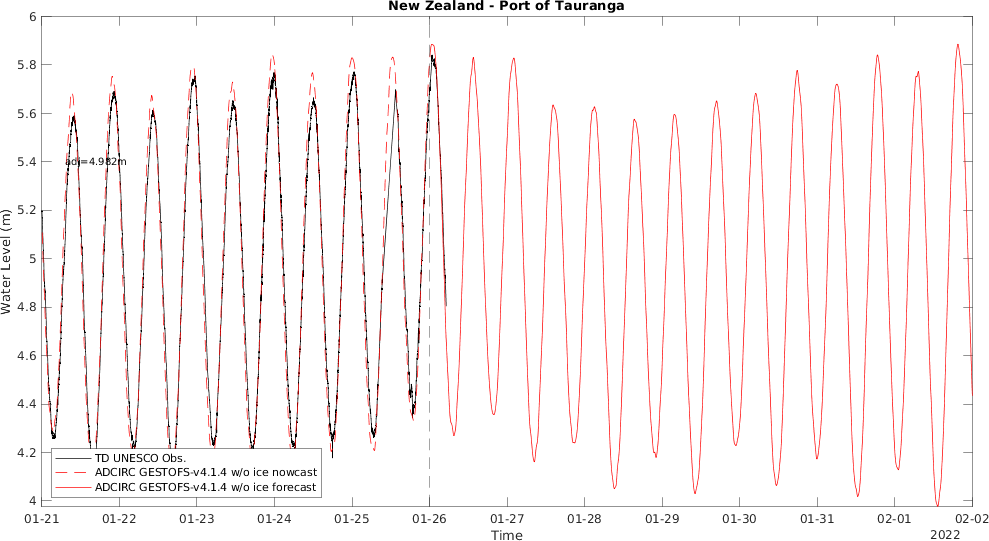 New Zealand - Port of Tauranga
Water Level (m)
6
5.8
5.6
5.4
5.2
5
4.8
4.6
4.4
4.2
4
adj=4.982m
TD UNESCO Obs.
ADCIRC GESTOFS-v4.1.4 w/o ice nowcast
ADCIRC GESTOFS-v4.1.4 w/o ice forecast
01-21 01-22 01-23 01-24 01-25 01-26 01-27 01-28 01-29 01-30 01-31 02-01 02-02
Time
2022